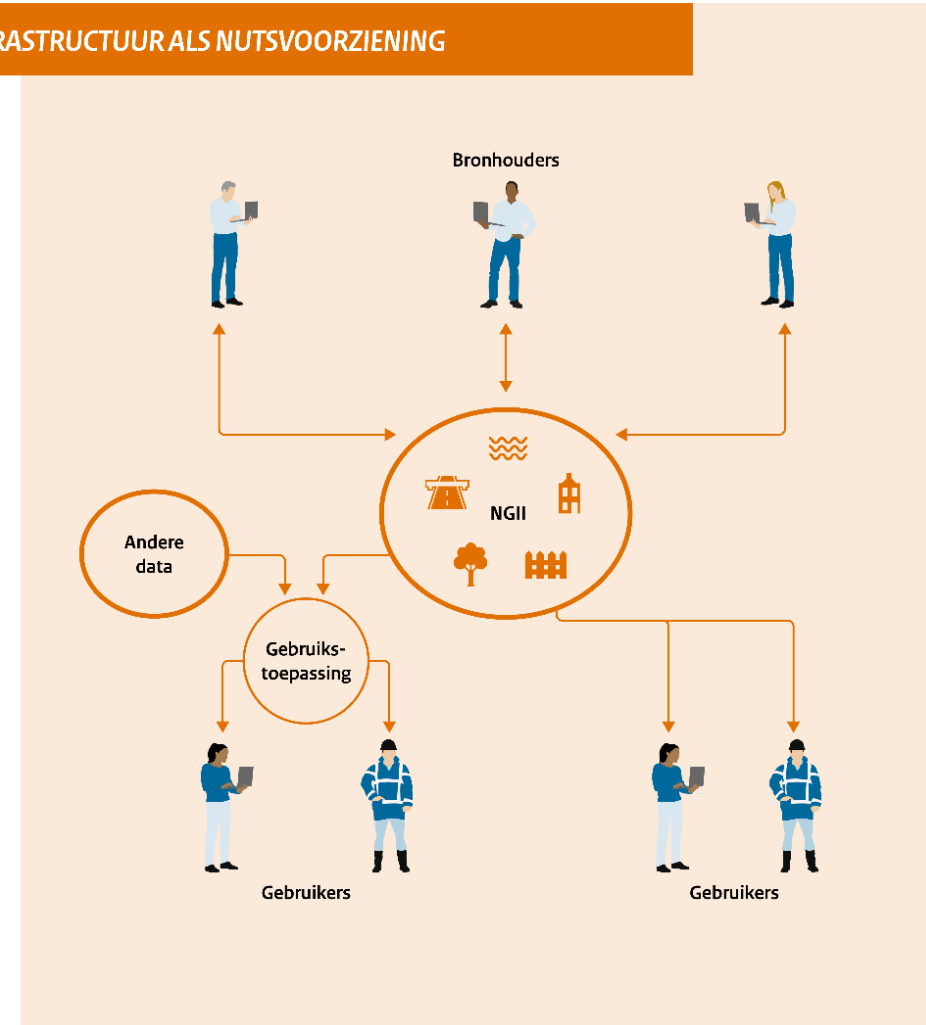 RASTRUCTUUR ALS NUTSVOORZIENING
Bronhouders
NGII
Andere
data
Gebruiks-
toepassing
Gebruikers
Gebruikers